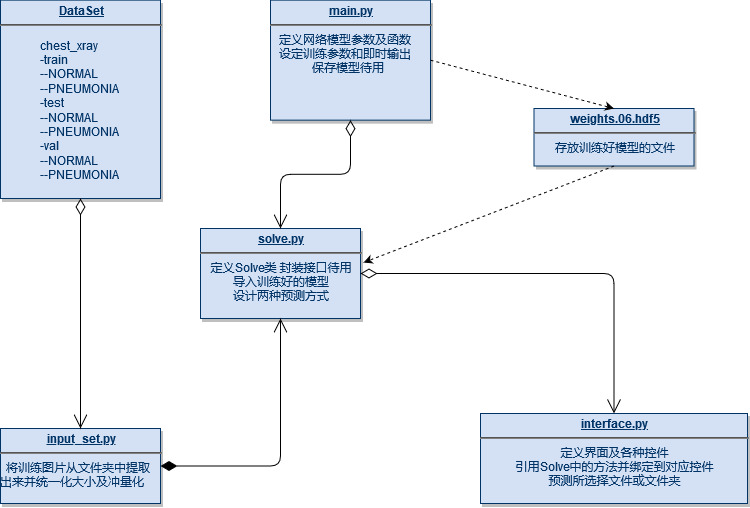 DataSet
chest_xray
-train
--NORMAL
--PNEUMONIA
-test
--NORMAL
--PNEUMONIA
-val
--NORMAL
--PNEUMONIA
main.py
定义网络模型参数及函数
设定训练参数和即时输出
保存模型待用
weights.06.hdf5
存放训练好模型的文件
solve.py
定义Solve类 封装接口待用
导入训练好的模型
设计两种预测方式
input_set.py
将训练图片从文件夹中提取
出来并统一化大小及冲量化
interface.py
定义界面及各种控件
引用Solve中的方法并绑定到对应控件
预测所选择文件或文件夹